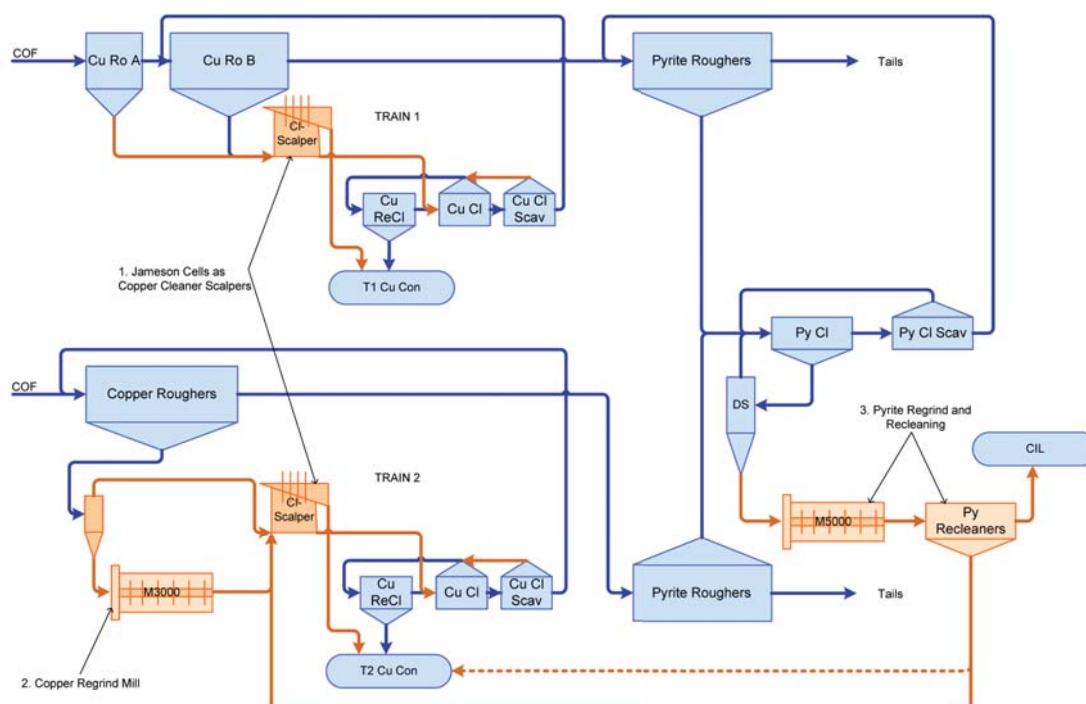 COF
Cu Ro A
Cu Ro B
Pyrite Roughers
Tails
TRAIN 1
Cl-
Scalper
Cu
ReCl
Cu Cl
Cu Cl
Scav
1. Jameson Cells as
Copper Cleaner Scalpers
T1 Cu Con
Py Cl
Py Cl Scav
COF
Copper Roughers
DS
3. Pyrite Regrind and
Recleaning
CIL
TRAIN 2
Cl-
Scalper
M5000
Py
Recleaners
M3000
Cu
ReCl
Cu Cl
Cu Cl
Scav
Pyrite Roughers
Tails
T2 Cu Con
2. Copper Regrind Mill